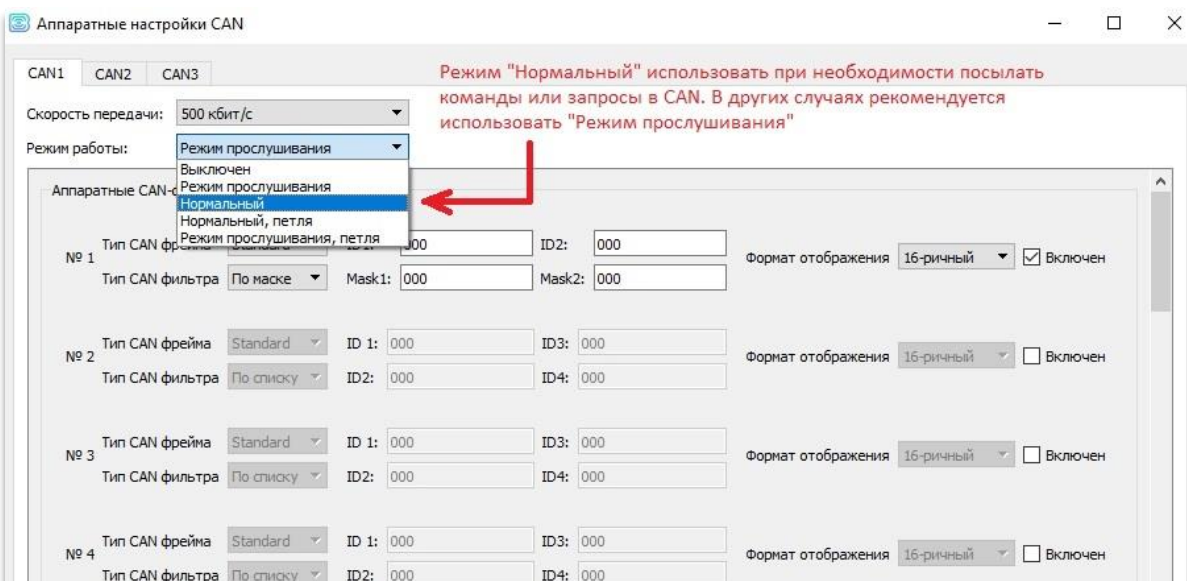 Аппаратные настройки CAN
CAN1 CAN2 CAN3
Режим "Нормальный" использовать при необходимости посылать
команды или запросы в CAN. В других случаях рекомендуется
использовать "Режим прослушивания"
Скорость передачи: 500 кбит/с
Режим работы: Режим прослушивания
Выключен
Режим прослушивания
Нормальный
Нормальный, петля
Режим прослушивания, петля
Аппаратные CAN-
№ 1
Тип CAN 000 ID2: 000
Тип CAN фильтра По маске Mask1: 000 Mask2: 000
Формат отображения 16-ричный Включен
№ 2
Тип CAN фрейма Standard ID 1: 000 ID3: 000
Тип CAN фильтра По списку ID2: 000 ID4: 000
Формат отображения 16-ричный Включен
№ 3
Тип CAN фрейма Standard ID 1: 000 ID3: 000
Тип CAN фильтра По списку ID2: 000 ID4: 000
Формат отображения 16-ричный Включен
№ 4
Тип CAN фрейма Standard ID 1: 000 ID3: 000
Тип CAN фильтра По списку ID2: 000 ID4: 000
Формат отображения 16-ричный Включен